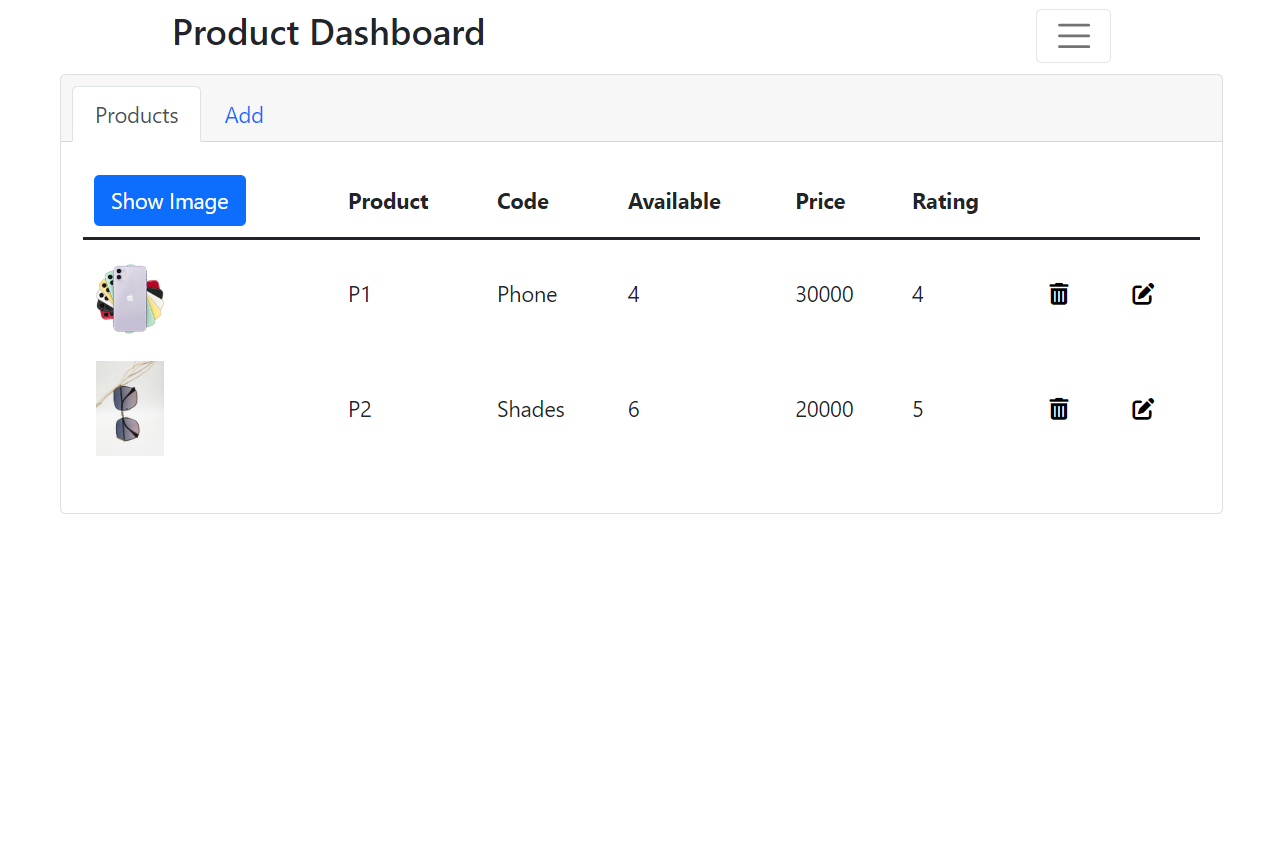 Product Dashboard
Products Add
Show Image Product Code Available Price Rating
P1 Phone 4 30000 4
P2 Shades 6 20000 5